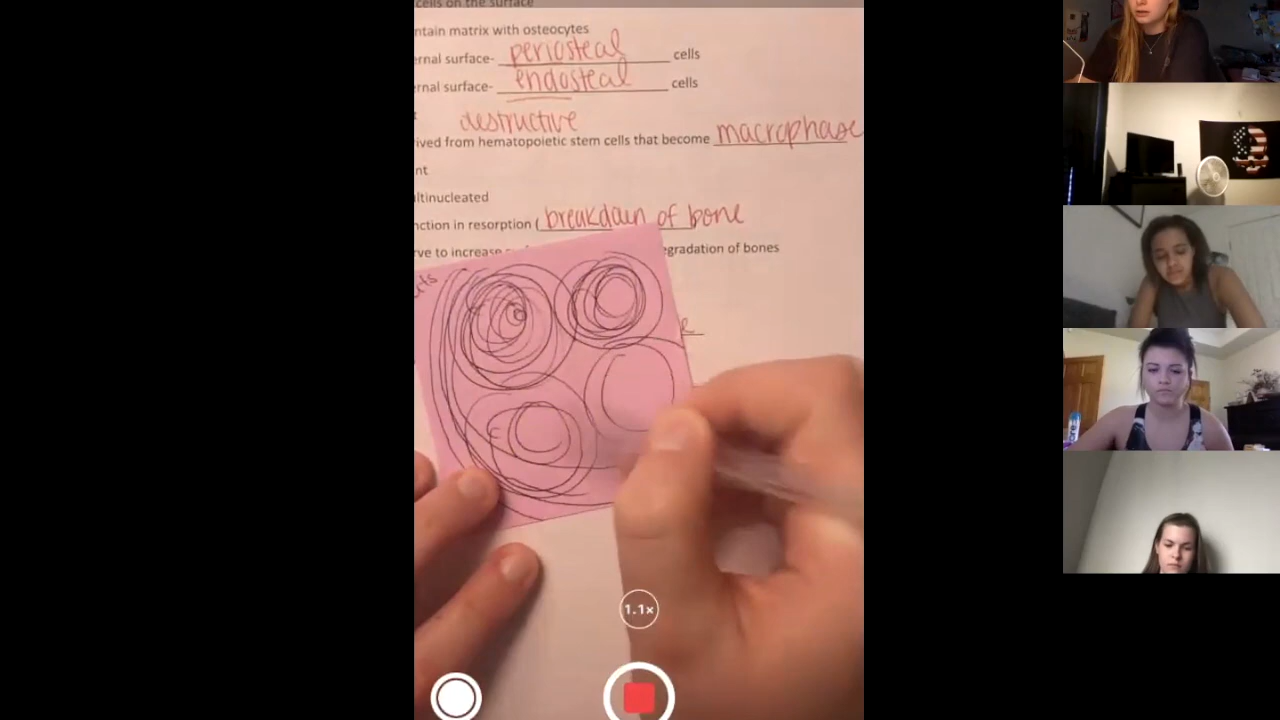 cells on the surface
ntain matrix with osteocytes
ernal surface- periosteal cells
ernal surface- endosteal cells
destructive
ived from hematopoietic stem cells that become macrophage
nt
ltinucleated
nction in resorption ( breakdown of bone
rve to increase egradation of bones
1.1x